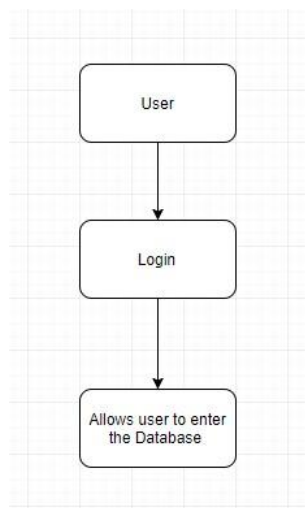 User
Login
Allows user to enter
the Database